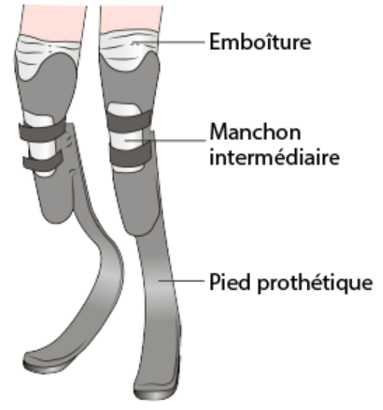 Emboîture
Manchon
intermédiaire
Pied prothétique